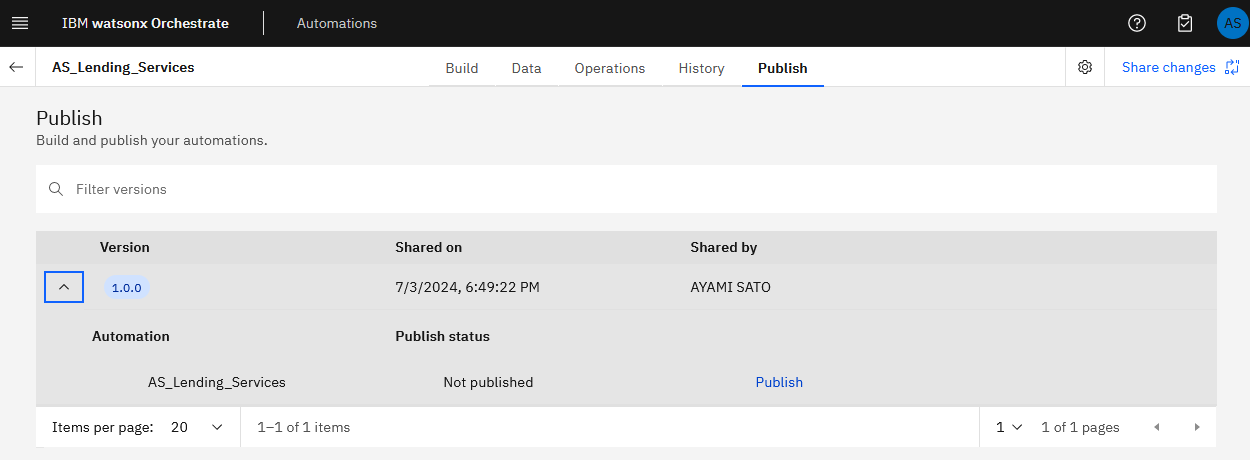 IBM watsonx Orchestrate Automations AS
AS_Lending_Services Build Data Operations History Publish Share changes
Publish
Build and publish your automations.
Filter versions
Version Shared on Shared by
1.0.0 7/3/2024, 6:49:22 PM AYAMI SATO
Automation Publish status
AS_Lending_Services Not published Publish
Items per page: 20 1–1 of 1 items 1 1 of 1 pages